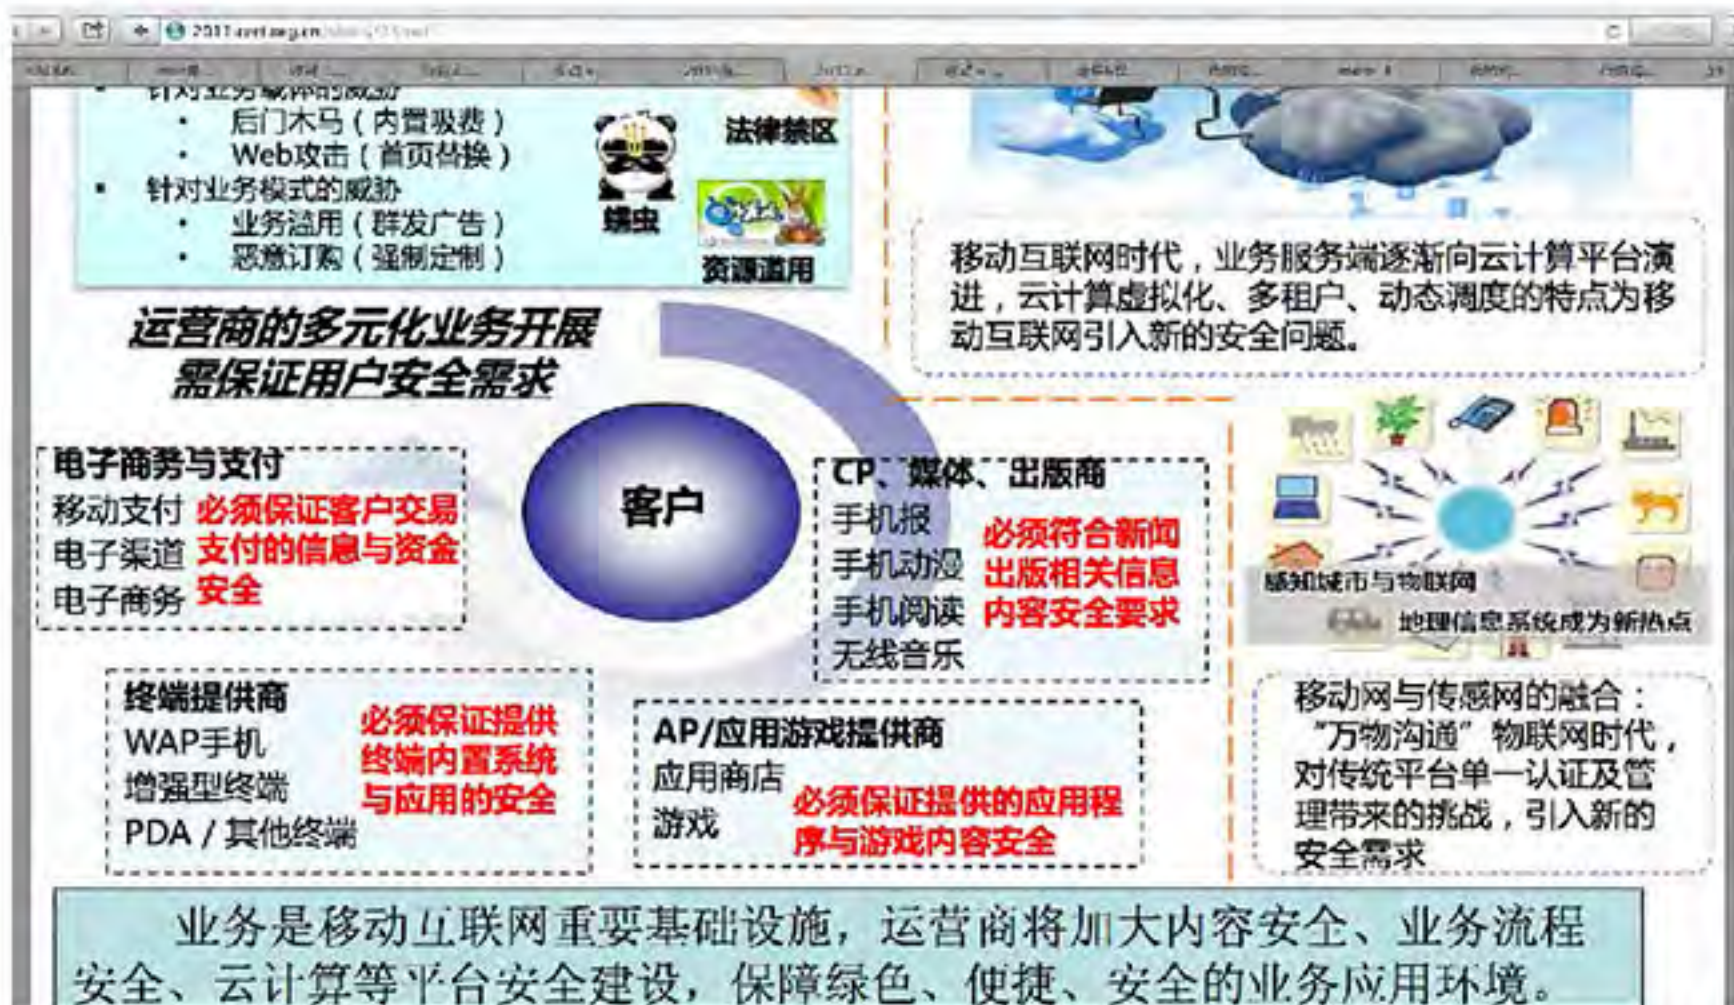 针对业务载体的威胁
后门木马（内置吸费）
Web攻击（首页替换）
针对业务模式的威胁
业务滥用（群发广告）
恶意订购（强制定制）
蠕虫
法律禁区
资源滥用
移动互联网时代，业务服务端逐渐向云计算平台演
进，云计算虚拟化、多租户、动态调度的特点为移
动互联网引入新的安全问题。
运营商的多元化业务开展
需保证用户安全需求
电子商务与支付
移动支付
电子渠道
电子商务
必须保证客户交易
支付的信息与资金
安全
客户
CP、媒体、出版商
手机报
手机动漫
手机阅读
无线音乐
必须符合新闻
出版相关信息
内容安全要求
感知城市与物联网
地理信息系统成为新热点
终端提供商
WAP手机
增强型终端
PDA / 其他终端
必须保证提供
终端内置系统
与应用的安全
AP/应用游戏提供商
应用商店
游戏
必须保证提供的应用程
序与游戏内容安全
移动网与传感网的融合：
“万物沟通”物联网时代，
对传统平台单一认证及管
理带来的挑战，引入新的
安全需求
业务是移动互联网重要基础设施，运营商将加大内容安全、业务流程
安全、云计算等平台安全建设，保障绿色、便捷、安全的业务应用环境。